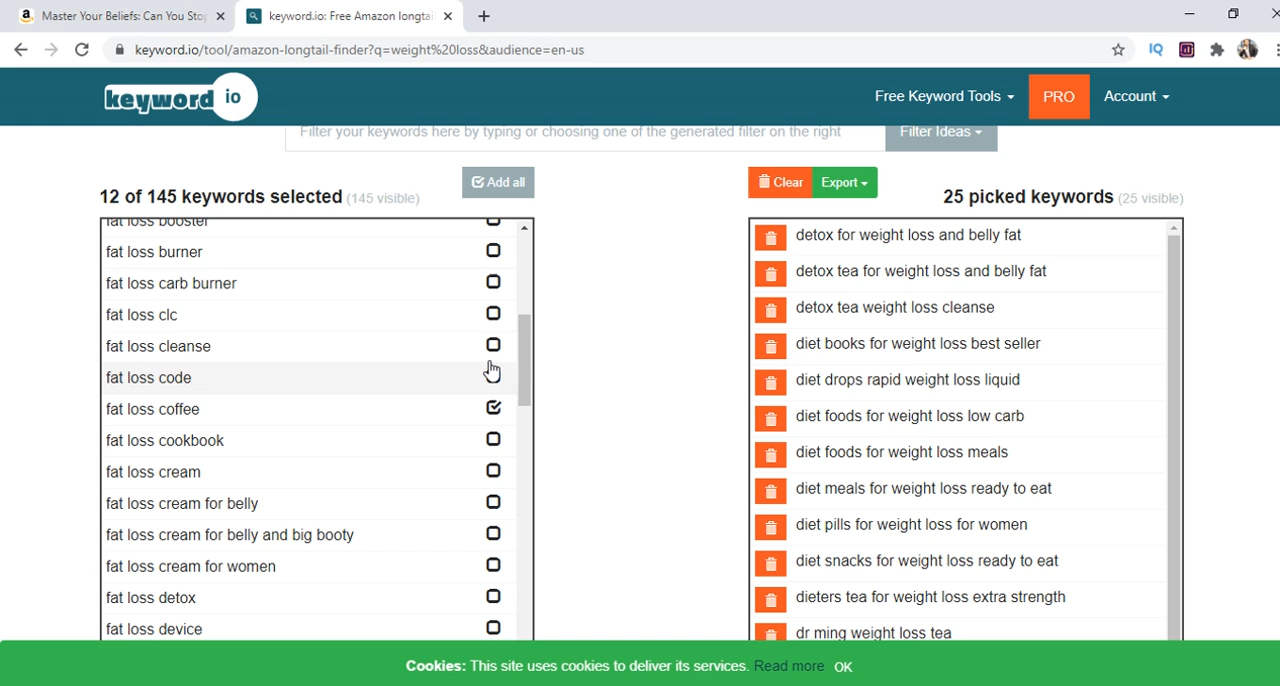 Master Your Beliefs: Can You Stop
keyword.io: Free Amazon longtai
keyword.io/tool/amazon-longtail-finder?q=weight%20loss&audience=en-us
IQ
keyword io
Free Keyword Tools
PRO
Account
Filter your keywords here by typing or choosing one of the generated filter on the right
Filter Ideas
12 of 145 keywords selected (145 visible)
Add all
Clear
Export
25 picked keywords (25 visible)
fat loss booster
fat loss burner
fat loss carb burner
fat loss clc
fat loss cleanse
fat loss code
fat loss coffee
fat loss cookbook
fat loss cream
fat loss cream for belly
fat loss cream for belly and big booty
fat loss cream for women
fat loss detox
fat loss device
detox for weight loss and belly fat
detox tea for weight loss and belly fat
detox tea weight loss cleanse
diet books for weight loss best seller
diet drops rapid weight loss liquid
diet foods for weight loss low carb
diet foods for weight loss meals
diet meals for weight loss ready to eat
diet pills for weight loss for women
diet snacks for weight loss ready to eat
dieters tea for weight loss extra strength
dr ming weight loss tea
Cookies: This site uses cookies to deliver its services. Read more OK